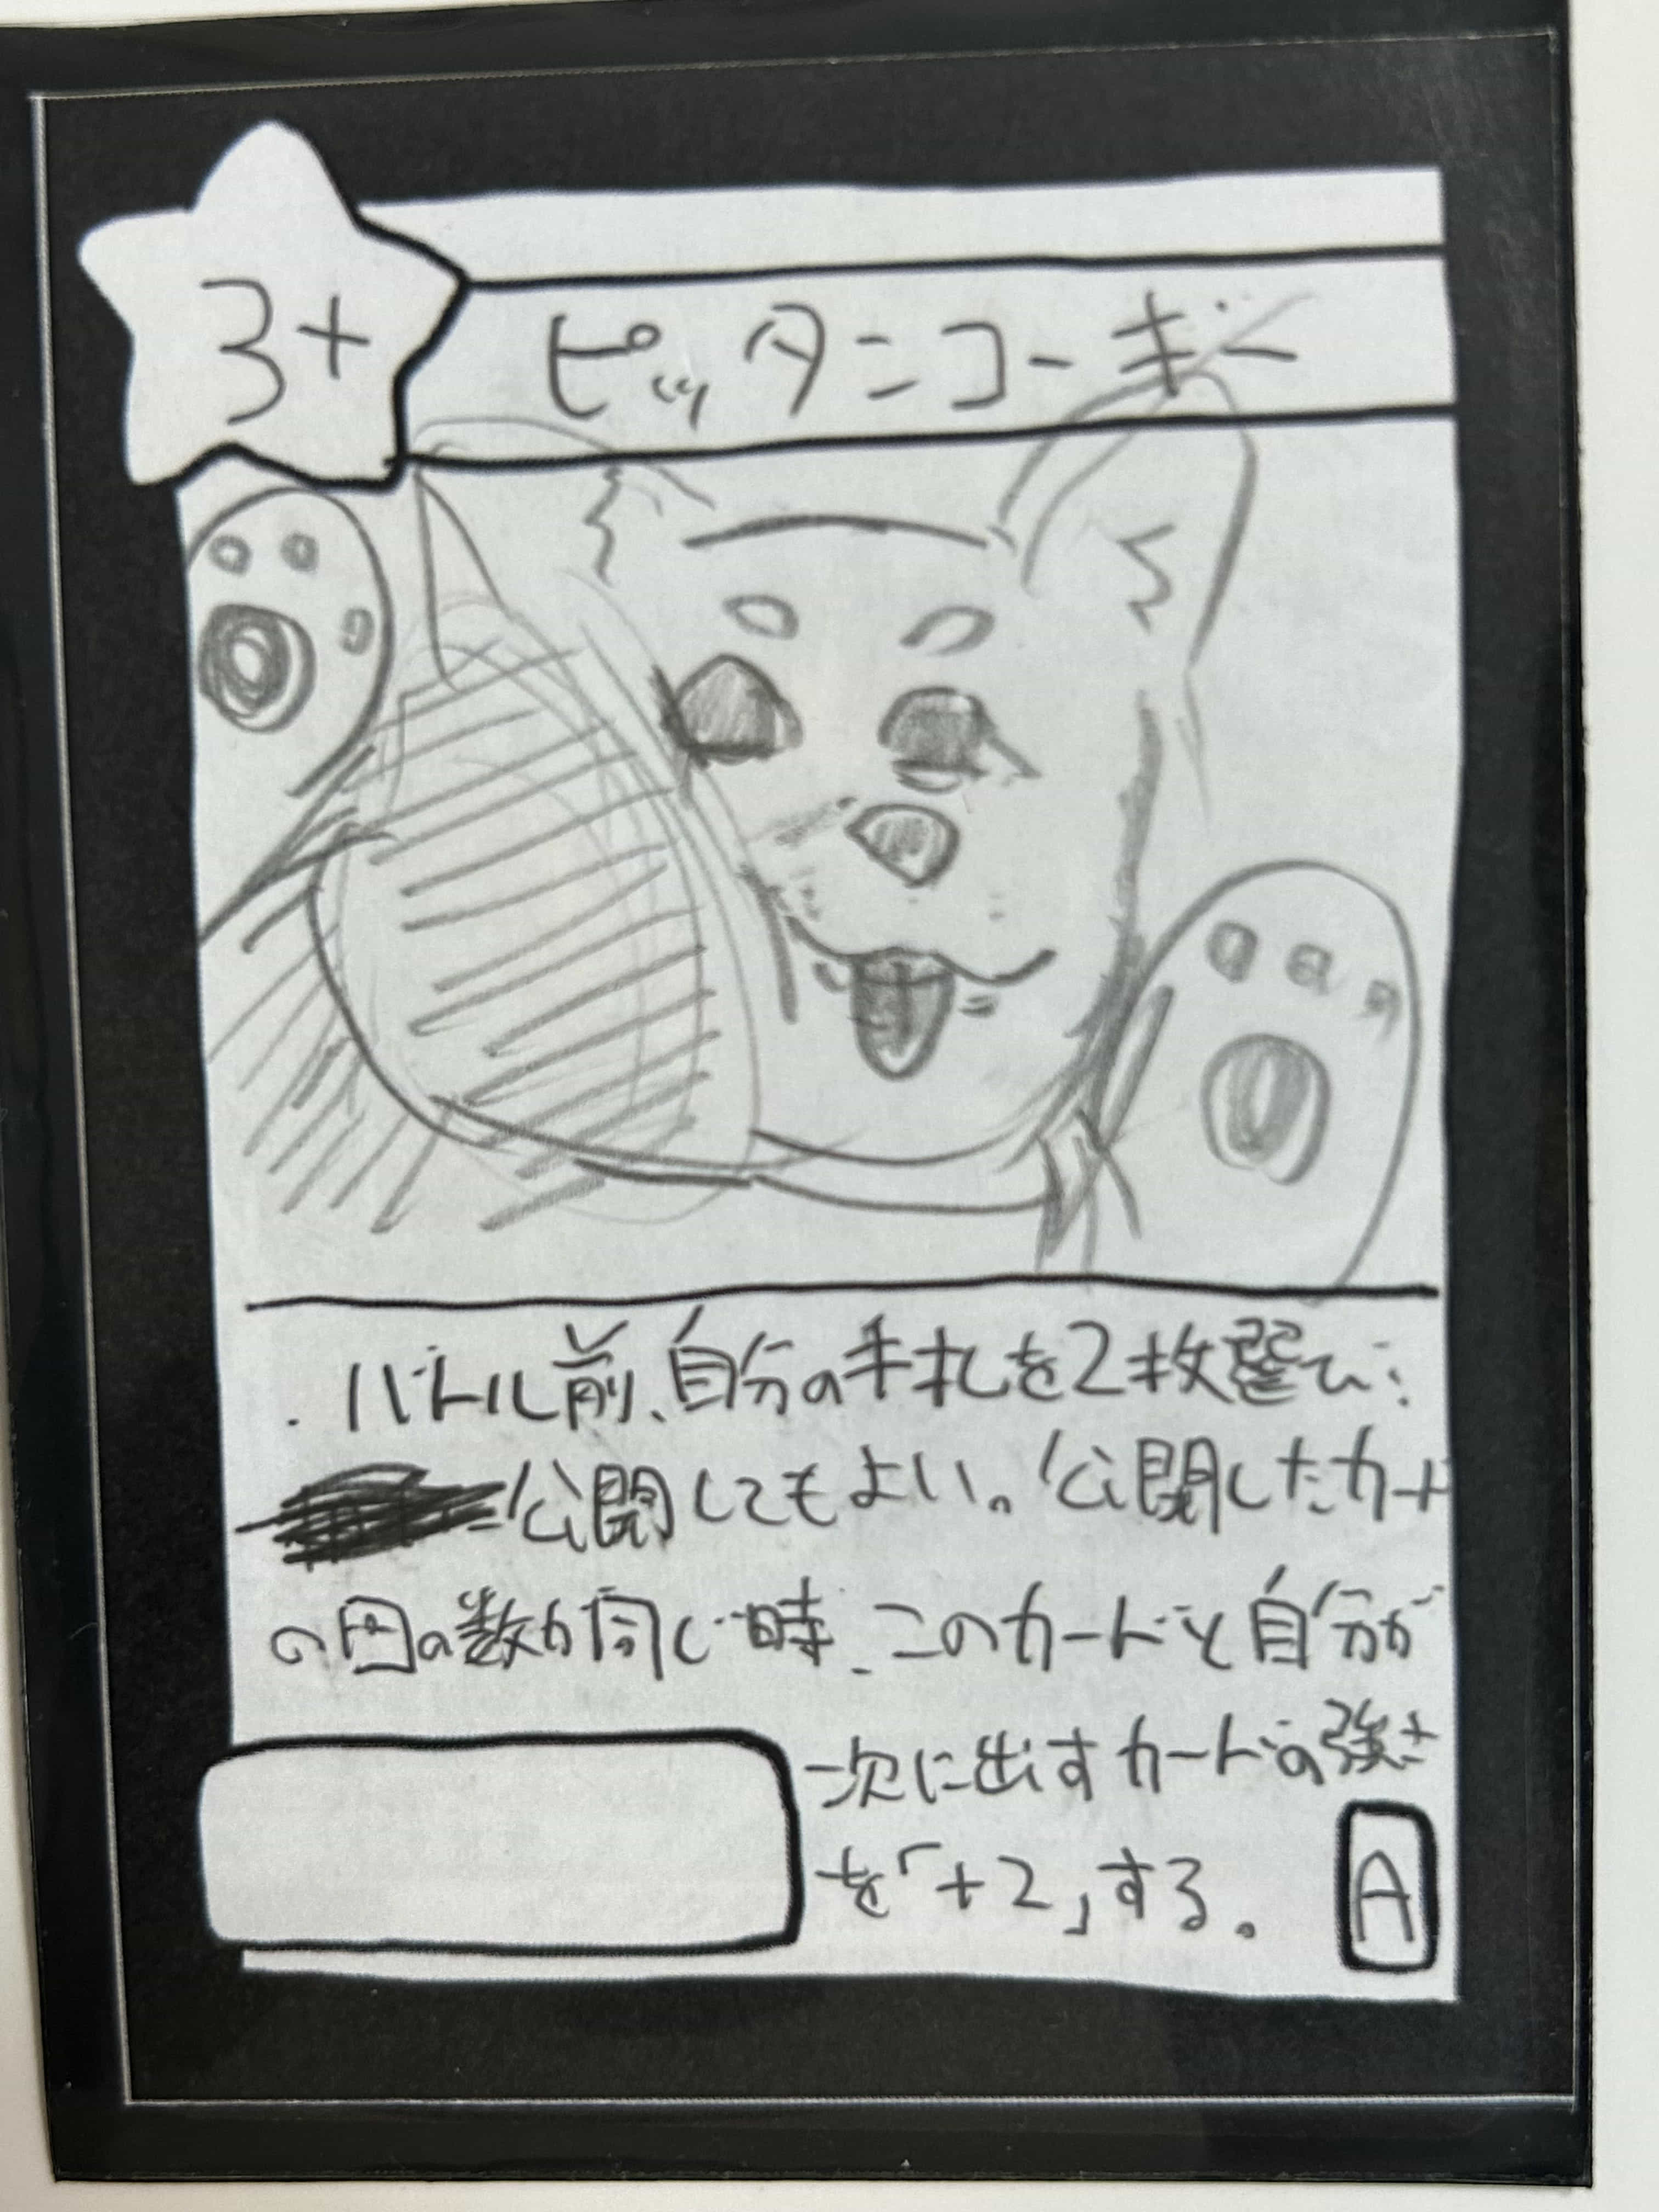 3+
ピッタンコーギー
・バトル前、自分の手札を2枚選び
公開してもよい。公開したカード
の の数が同じ時、このカードと自分が
次に出すカードの強さ
を「+2」する。
A